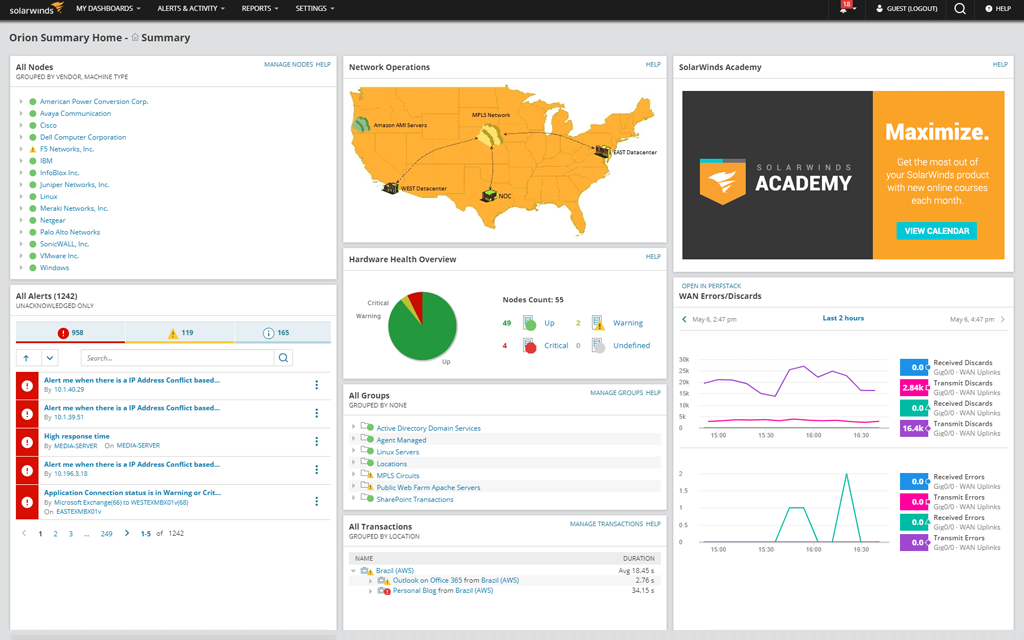 solarwinds MY DASHBOARDS ALERTS & ACTIVITY REPORTS SETTINGS 18 GUEST (LOGOUT) HELP
Orion Summary Home - Summary
All Nodes
MANAGE NODES HELP
GROUPED BY VENDOR, MACHINE TYPE
American Power Conversion Corp.
Avaya Communication
Cisco
Dell Computer Corporation
F5 Networks, Inc.
IBM
InfoBlox Inc.
Juniper Networks, Inc.
Linux
Meraki Networks, Inc.
Netgear
Palo Alto Networks
SonicWALL, Inc.
VMware Inc.
Windows
All Alerts (1242)
UNACKNOWLEDGED ONLY
958 119 165
Search...
Alert me when there is a IP Address Conflict based...
By 10.1.40.29
Alert me when there is a IP Address Conflict based...
By 10.1.39.51
High response time
By MEDIA-SERVER On MEDIA-SERVER
Alert me when there is a IP Address Conflict based...
By 10.196.3.18
Application Connection status is in Warning or Crit...
By Microsoft Exchange(66) to WESTEXMBX01v(68)
On EASTEXMBX01v
1 2 3 ... 249 1-5 of 1242
Network Operations
HELP
MPLS Network
Amazon AMI Servers
EAST Datacenter
WEST Datacenter
NOC
Hardware Health Overview
HELP
Critical
Warning
Up
Nodes Count: 55
49 Up 2 Warning
4 Critical 0 Undefined
All Groups
MANAGE GROUPS HELP
GROUPED BY NONE
Active Directory Domain Services
Agent Managed
Linux Servers
Locations
MPLS Circuits
Public Web Farm Apache Servers
SharePoint Transactions
All Transactions
MANAGE TRANSACTIONS HELP
GROUPED BY LOCATION
NAME DURATION
Brazil (AWS) Avg 18.45 s
Outlook on Office 365 from Brazil (AWS) 2.76 s
Personal Blog from Brazil (AWS) 34.15 s
SolarWinds Academy
HELP
SOLARWINDS
ACADEMY
Maximize.
Get the most out of
your SolarWinds product
with new online courses
each month.
VIEW CALENDAR
OPEN IN PERFSTACK
WAN Errors/Discards
May 6, 2:47 pm Last 2 hours May 6, 4:47 pm
30k
25k
20k
15k
10k
5k
0
15:00 15:30 16:00 16:30
0.0 Received Discards
Gig0/0 - WAN Uplinks
2.84k Transmit Discards
Gig0/0 - WAN Uplinks
0.0 Received Discards
Gig0/0 - WAN Uplinks
16.4k Transmit Discards
Gig0/0 - WAN Uplinks
2
1.5
1
0.5
0
15:00 15:30 16:00 16:30
0.0 Received Errors
Gig0/0 - WAN Uplinks
0.0 Transmit Errors
Gig0/0 - WAN Uplinks
0.0 Received Errors
Gig0/0 - WAN Uplinks
0.0 Transmit Errors
Gig0/0 - WAN Uplinks